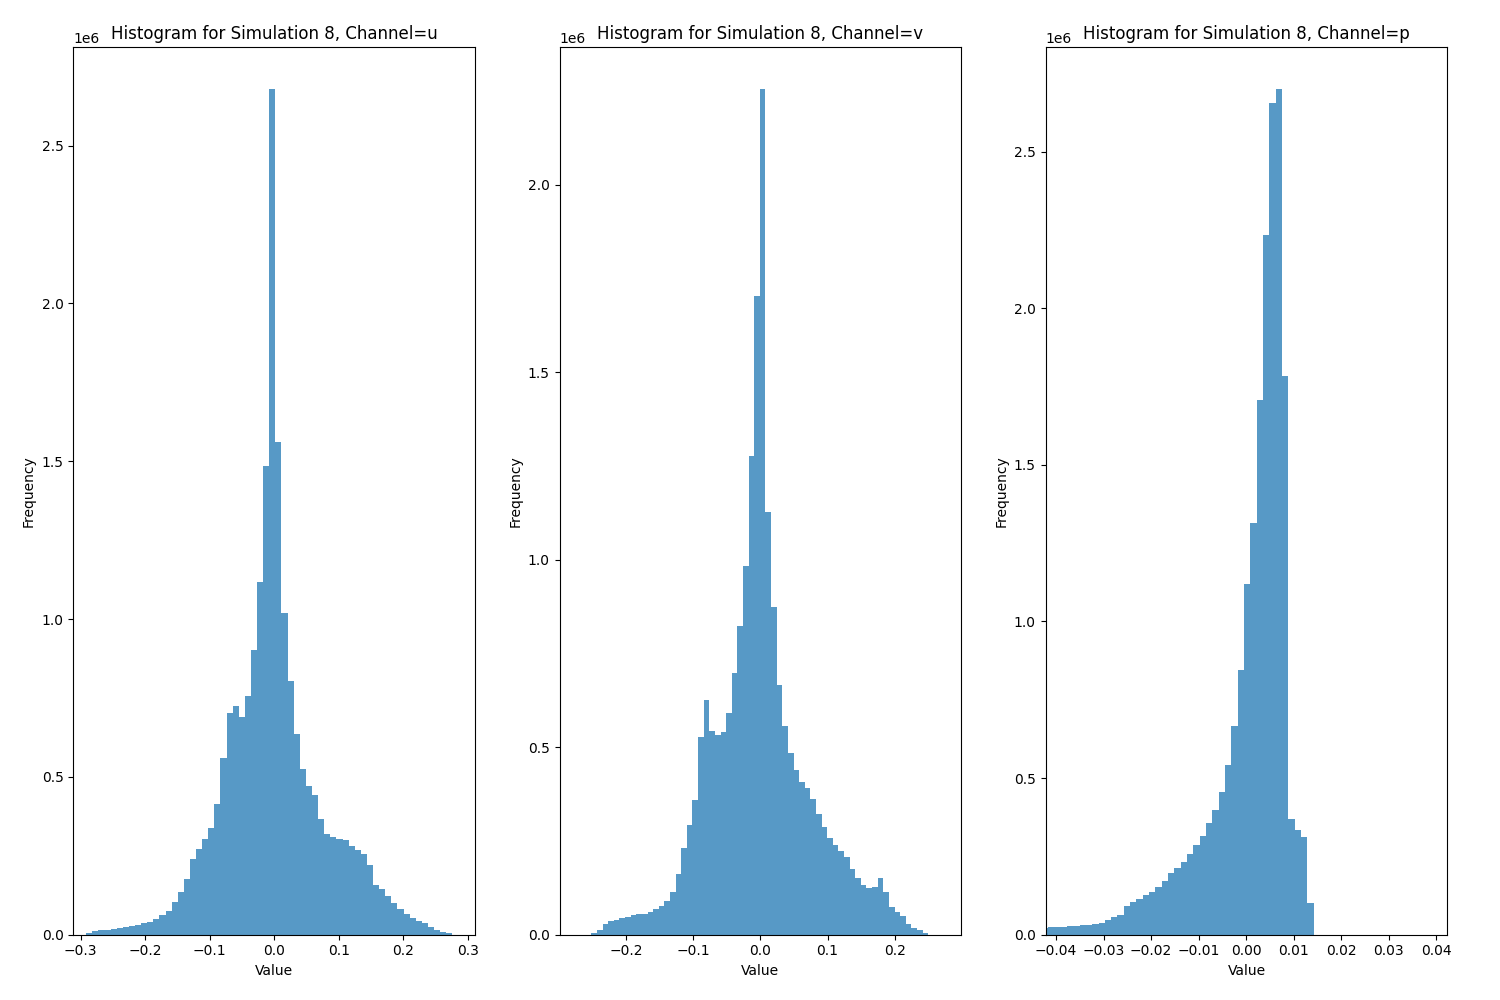 Histogram for Simulation 8, Channel=u
1e6
Frequency
2.5
2.0
1.5
1.0
0.5
0.0
−0.3 −0.2 −0.1 0.0 0.1 0.2 0.3
Value
Histogram for Simulation 8, Channel=v
1e6
Frequency
2.0
1.5
1.0
0.5
0.0
−0.2 −0.1 0.0 0.1 0.2
Value
Histogram for Simulation 8, Channel=p
1e6
Frequency
2.5
2.0
1.5
1.0
0.5
0.0
−0.04 −0.03 −0.02 −0.01 0.00 0.01 0.02 0.03 0.04
Value